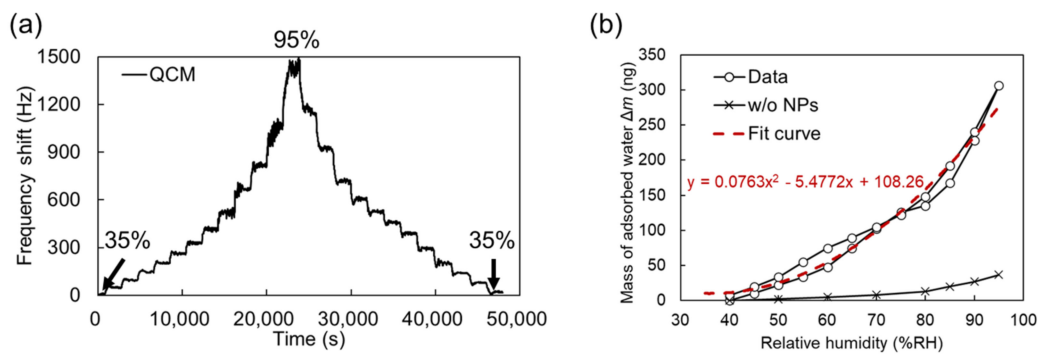 (a)
95%
1500
1200
900
600
300
0
QCM
35%
35%
Frequency shift (Hz)
0
10,000
20,000
30,000
40,000
50,000
Time (s)
(b)
350
300
250
200
150
100
50
0
Data
w/o NPs
Fit curve
y = 0.0763x² - 5.4772x + 108.26
Mass of adsorbed water Δm (ng)
30
40
50
60
70
80
90
100
Relative humidity (%RH)